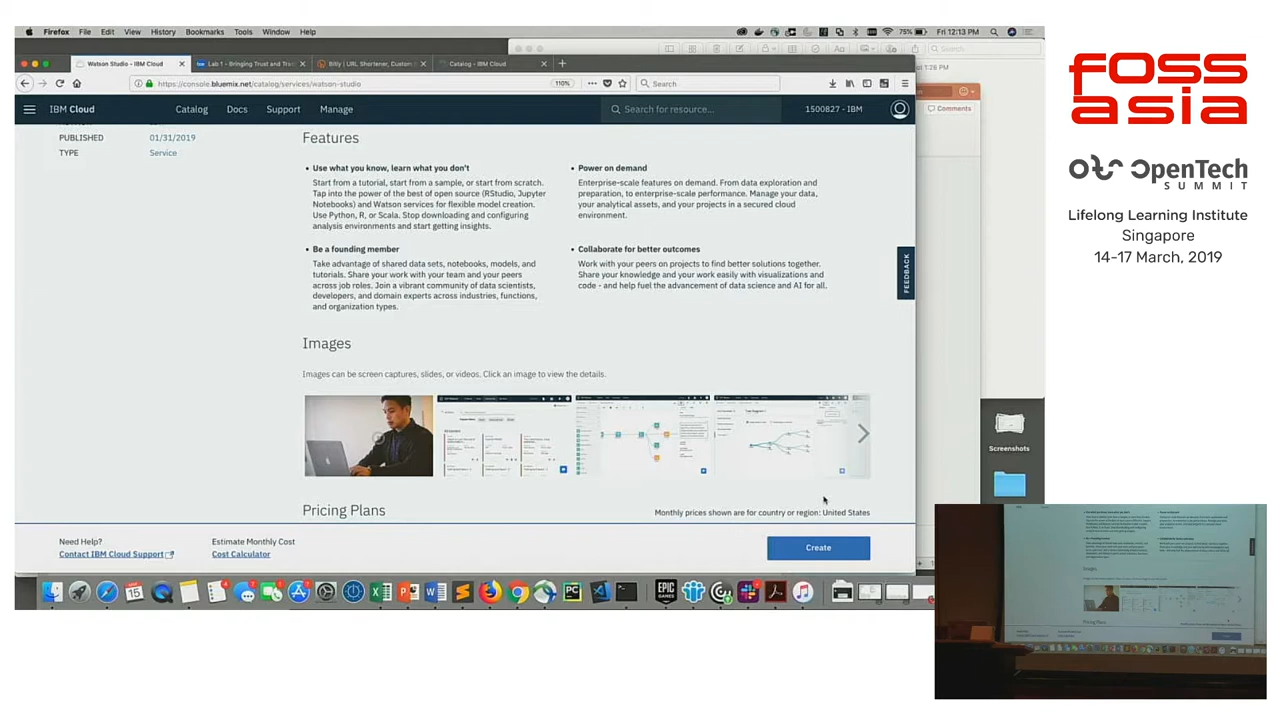 Firefox File Edit View History Bookmarks Tools Window Help
75% Fri 12:13 PM
Search
Watson Studio - IBM Cloud
Lab 1 - Bringing Trust and
Billy | URL Shortener, Custom
Catalog - IBM Cloud
https://console.bluemix.net/catalog/services/watson-studio
110%
Search
Comments
IBM Cloud
Catalog Docs Support Manage
Search for resource...
1500827 - IBM
PUBLISHED 01/31/2019
TYPE Service
Features
Use what you know, learn what you don't
Start from a tutorial, start from a sample, or start from scratch.
Tap into the power of the best of open source (RStudio, Jupyter
Notebooks) and Watson services for flexible model creation.
Use Python, R, or Scala. Stop downloading and configuring
analysis environments and start getting insights.
Power on demand
Enterprise-scale features on demand. From data exploration and
preparation, to enterprise-scale performance. Manage your data,
your analytical assets, and your projects in a secured cloud
environment.
Be a founding member
Take advantage of shared data sets, notebooks, models, and
tutorials. Share your work with your team and your peers
across job roles. Join a vibrant community of data scientists,
developers, and domain experts across industries, functions,
and organization types.
Collaborate for better outcomes
Work with your peers on projects to find better solutions together.
Share your knowledge and your work easily with visualizations and
code - and help fuel the advancement of data science and AI for all.
FEEDBACK
Images
Images can be screen captures, slides, or videos. Click an image to view the details.
Pricing Plans
Monthly prices shown are for country or region: United States
Need Help?
Contact IBM Cloud Support
Estimate Monthly Cost
Cost Calculator
Create
Screenshots
EPIC
GAMES
FOSS
ASIA
OpenTech
SUMMIT
Lifelong Learning Institute
Singapore
14-17 March, 2019
Images
Pricing Plans